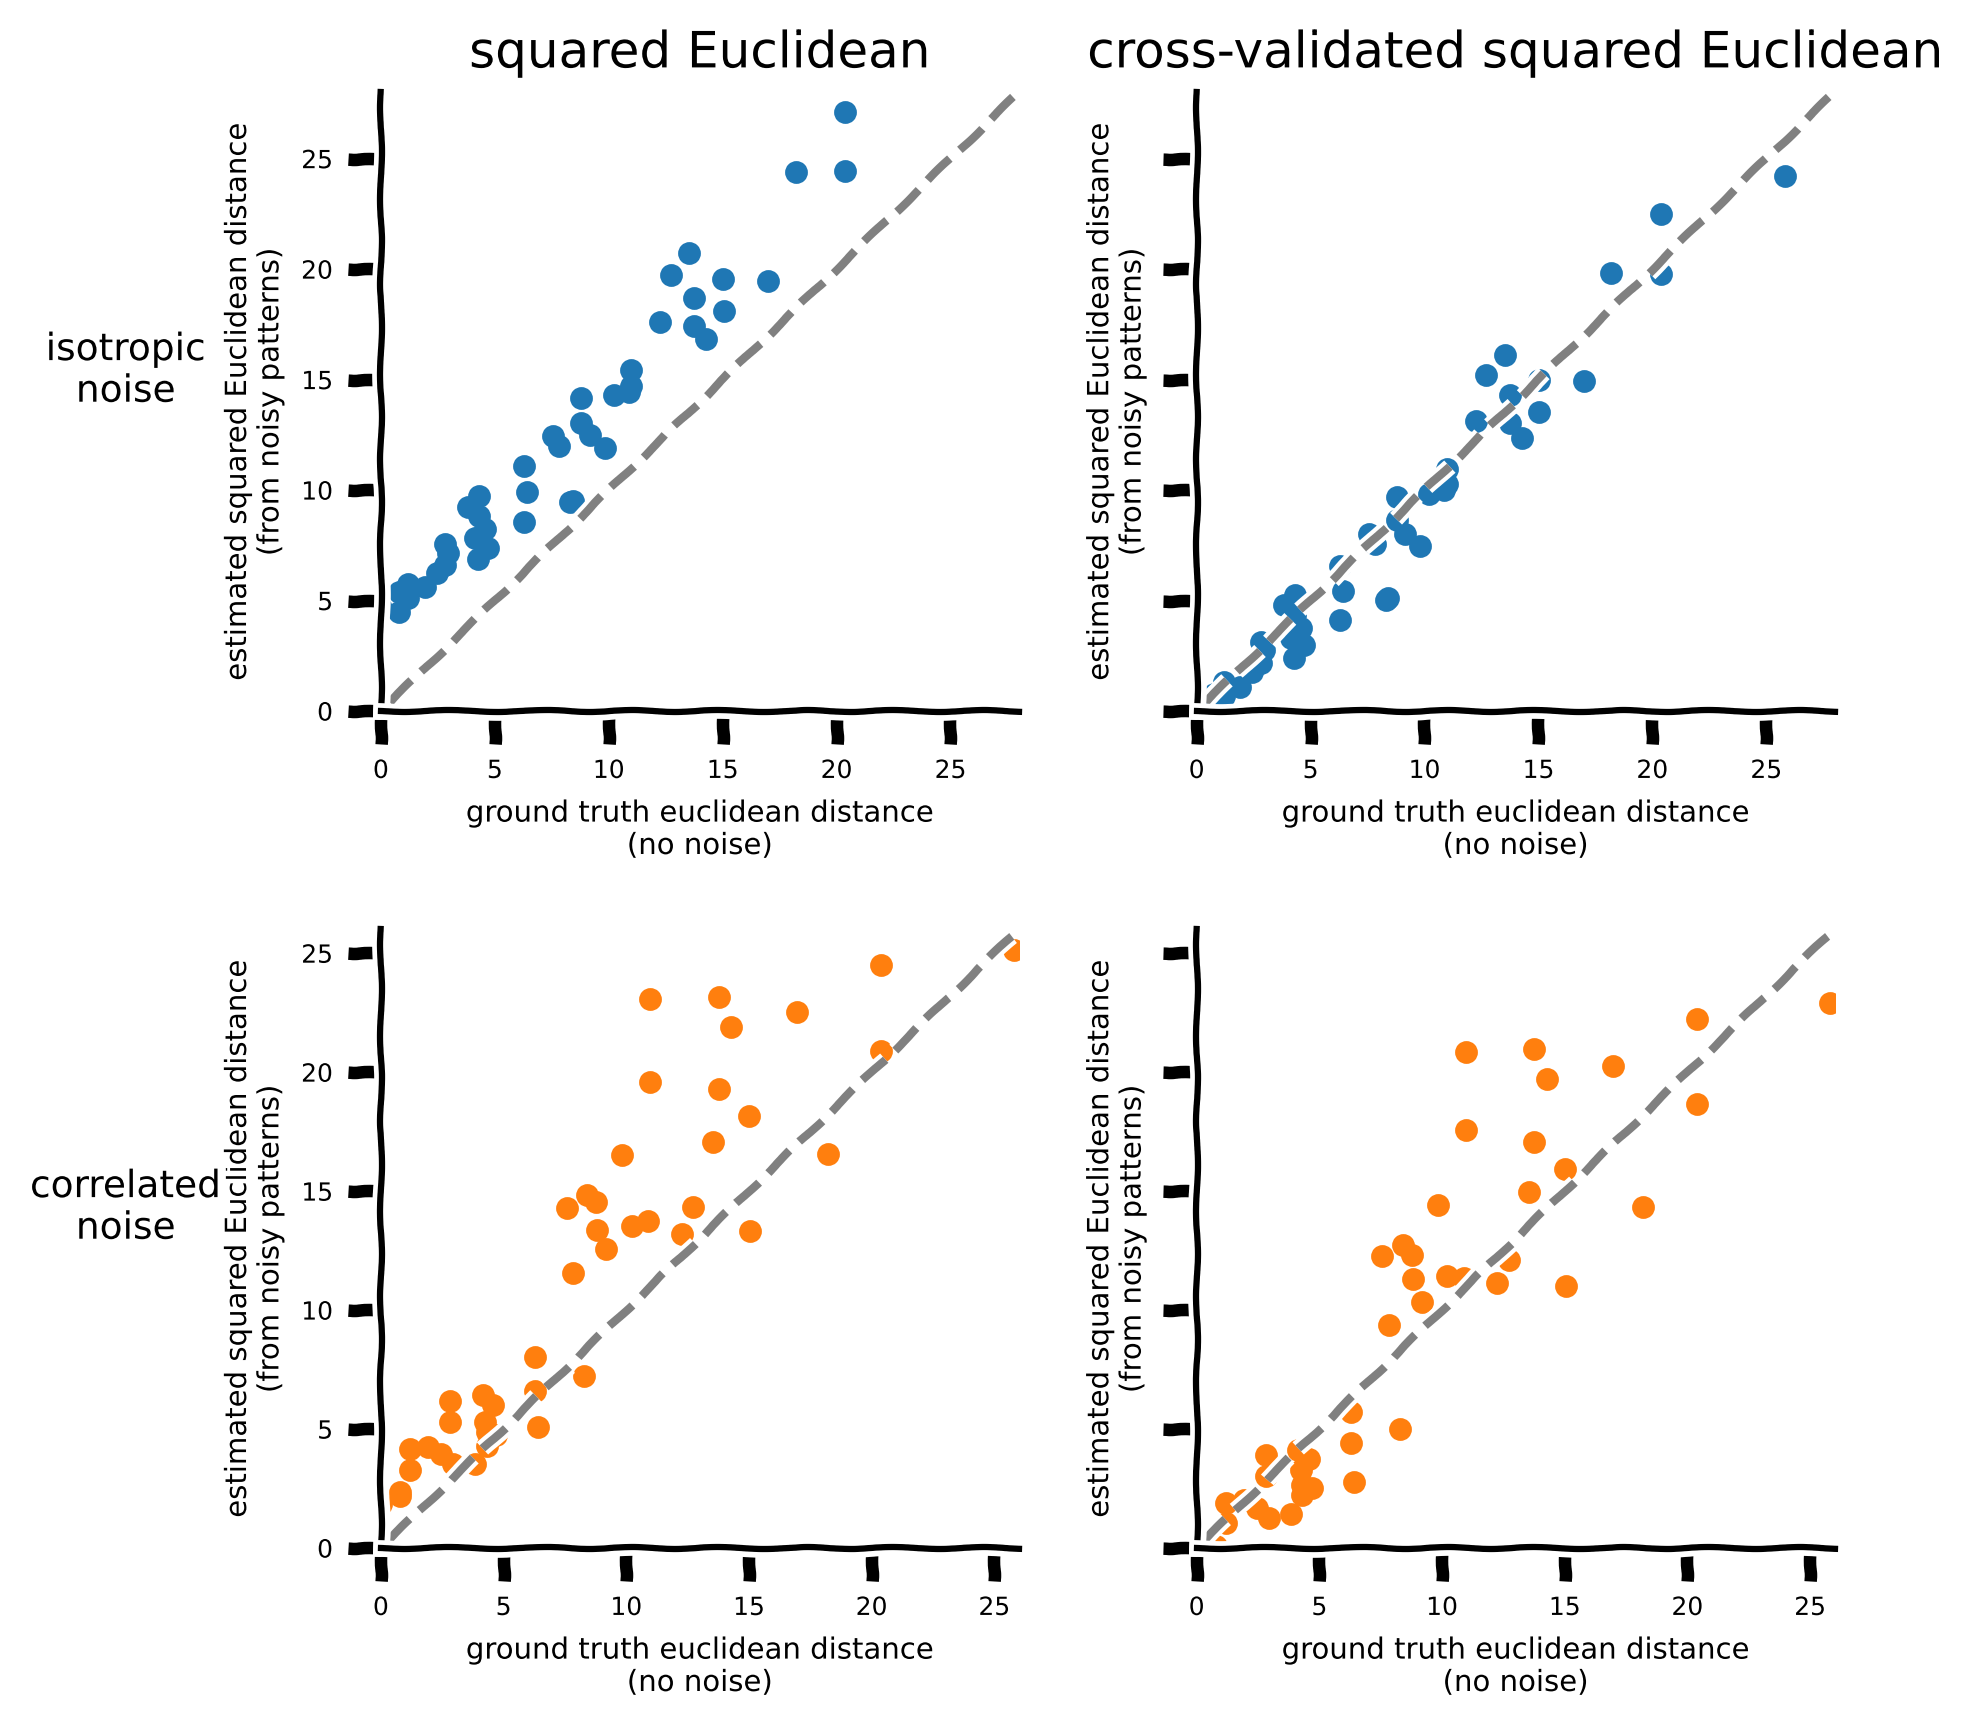 squared Euclidean
cross-validated squared Euclidean
isotropic
noise
estimated squared Euclidean distance
(from noisy patterns)
25
20
15
10
5
0
0 5 10 15 20 25
ground truth euclidean distance
(no noise)
estimated squared Euclidean distance
(from noisy patterns)
0 5 10 15 20 25
ground truth euclidean distance
(no noise)
correlated
noise
estimated squared Euclidean distance
(from noisy patterns)
25
20
15
10
5
0
0 5 10 15 20 25
ground truth euclidean distance
(no noise)
estimated squared Euclidean distance
(from noisy patterns)
0 5 10 15 20 25
ground truth euclidean distance
(no noise)